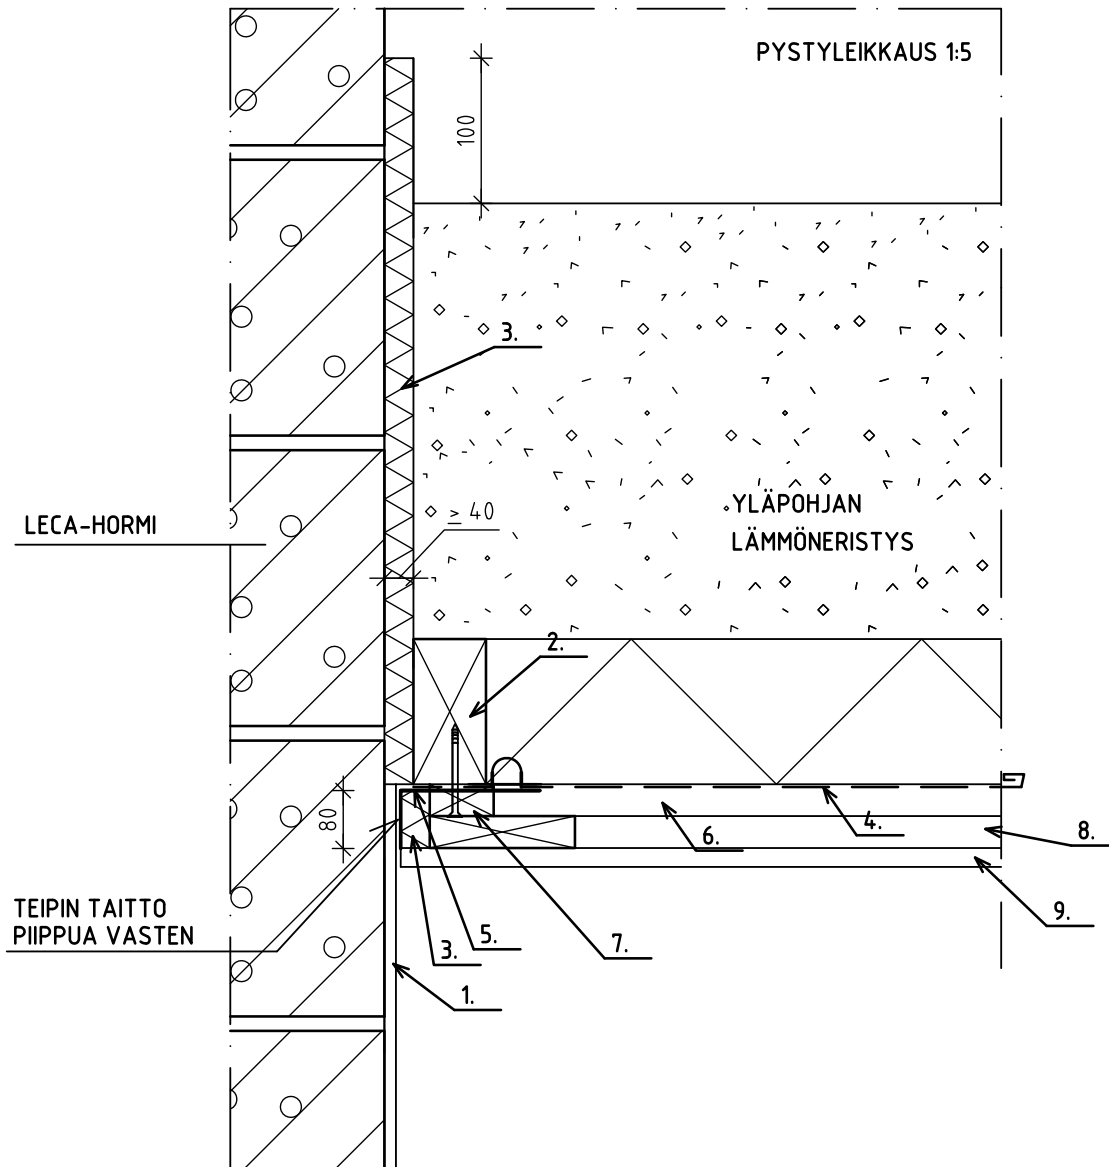 PYSTYLEIKKAUS 1:5
100
3.
≥ 40
YLÄPOHJAN
LÄMMÖNERISTYS
LECA-HORMI
2.
80
6.
4.
8.
9.
TEIPIN TAITTO
PIIPPUA VASTEN
5.
7.
3.
1.